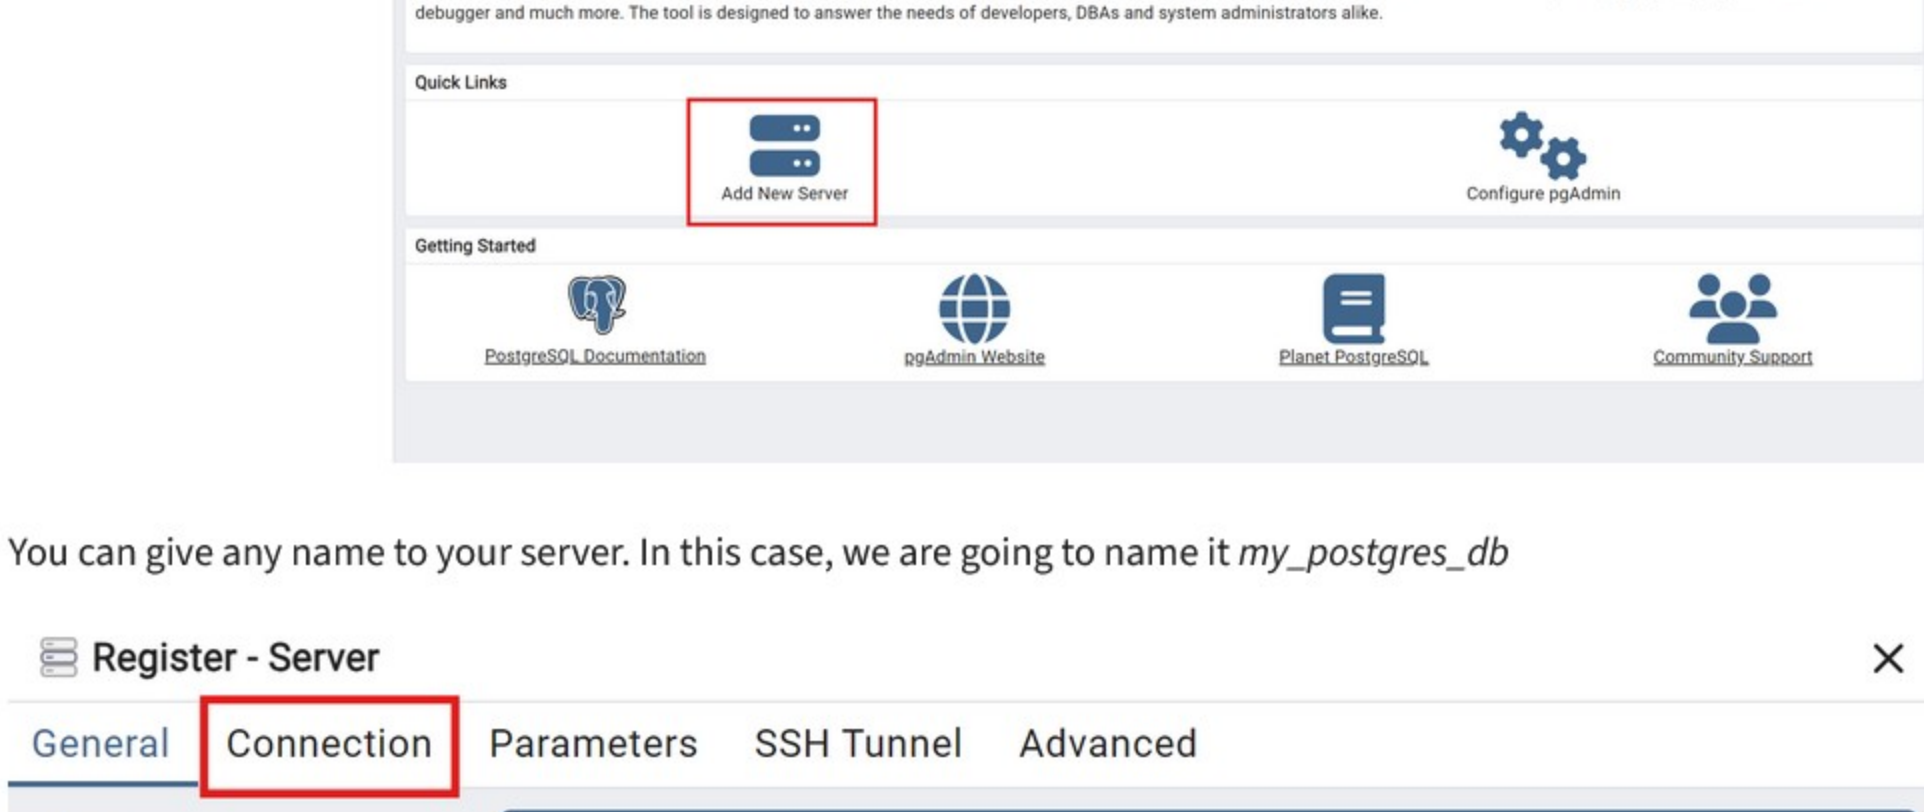 debugger and much more. The tool is designed to answer the needs of developers, DBAs and system administrators alike.
Quick Links
Add New Server
Configure pgAdmin
Getting Started
PostgreSQL Documentation
pgAdmin Website
Planet PostgreSQL
Community Support
You can give any name to your server. In this case, we are going to name it my_postgres_db
Register - Server
General
Connection
Parameters
SSH Tunnel
Advanced